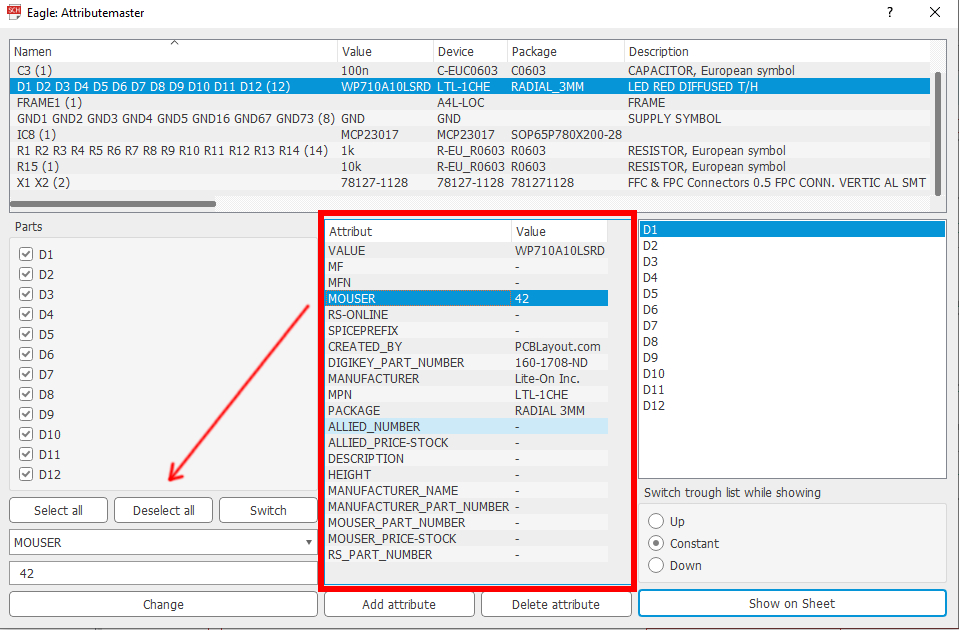 SCH Eagle: Attributemaster ? ×
Namen Value Device Package Description
C3 (1) 100n C-EUC0603 C0603 CAPACITOR, European symbol
D1 D2 D3 D4 D5 D6 D7 D8 D9 D10 D11 D12 (12) WP710A10LSRD LTL-1CHE RADIAL_3MM LED RED DIFFUSED T/H
FRAME1 (1) A4L-LOC FRAME
GND1 GND2 GND3 GND4 GND5 GND16 GND67 GND73 (8) GND GND SUPPLY SYMBOL
IC8 (1) MCP23017 MCP23017 SOP65P780X200-28
R1 R2 R3 R4 R5 R6 R7 R8 R9 R10 R11 R12 R13 R14 (14) 1k R-EU_R0603 R0603 RESISTOR, European symbol
R15 (1) 10k R-EU_R0603 R0603 RESISTOR, European symbol
X1 X2 (2) 78127-1128 78127-1128 781271128 FFC & FPC Connectors 0.5 FPC CONN. VERTIC AL SMT
Parts
D1
D2
D3
D4
D5
D6
D7
D8
D9
D10
D11
D12
Select all Deselect all Switch
MOUSER
42
Change
Attribut Value
VALUE WP710A10LSRD
MF -
MFN -
MOUSER 42
RS-ONLINE -
SPICEPREFIX -
CREATED_BY PCBLayout.com
DIGIKEY_PART_NUMBER 160-1708-ND
MANUFACTURER Lite-On Inc.
MPN LTL-1CHE
PACKAGE RADIAL 3MM
ALLIED_NUMBER -
ALLIED_PRICE-STOCK -
DESCRIPTION -
HEIGHT -
MANUFACTURER_NAME -
MANUFACTURER_PART_NUMBER -
MOUSER_PART_NUMBER -
MOUSER_PRICE-STOCK -
RS_PART_NUMBER -
Add attribute Delete attribute
D1
D2
D3
D4
D5
D6
D7
D8
D9
D10
D11
D12
Switch trough list while showing
Up
Constant
Down
Show on Sheet